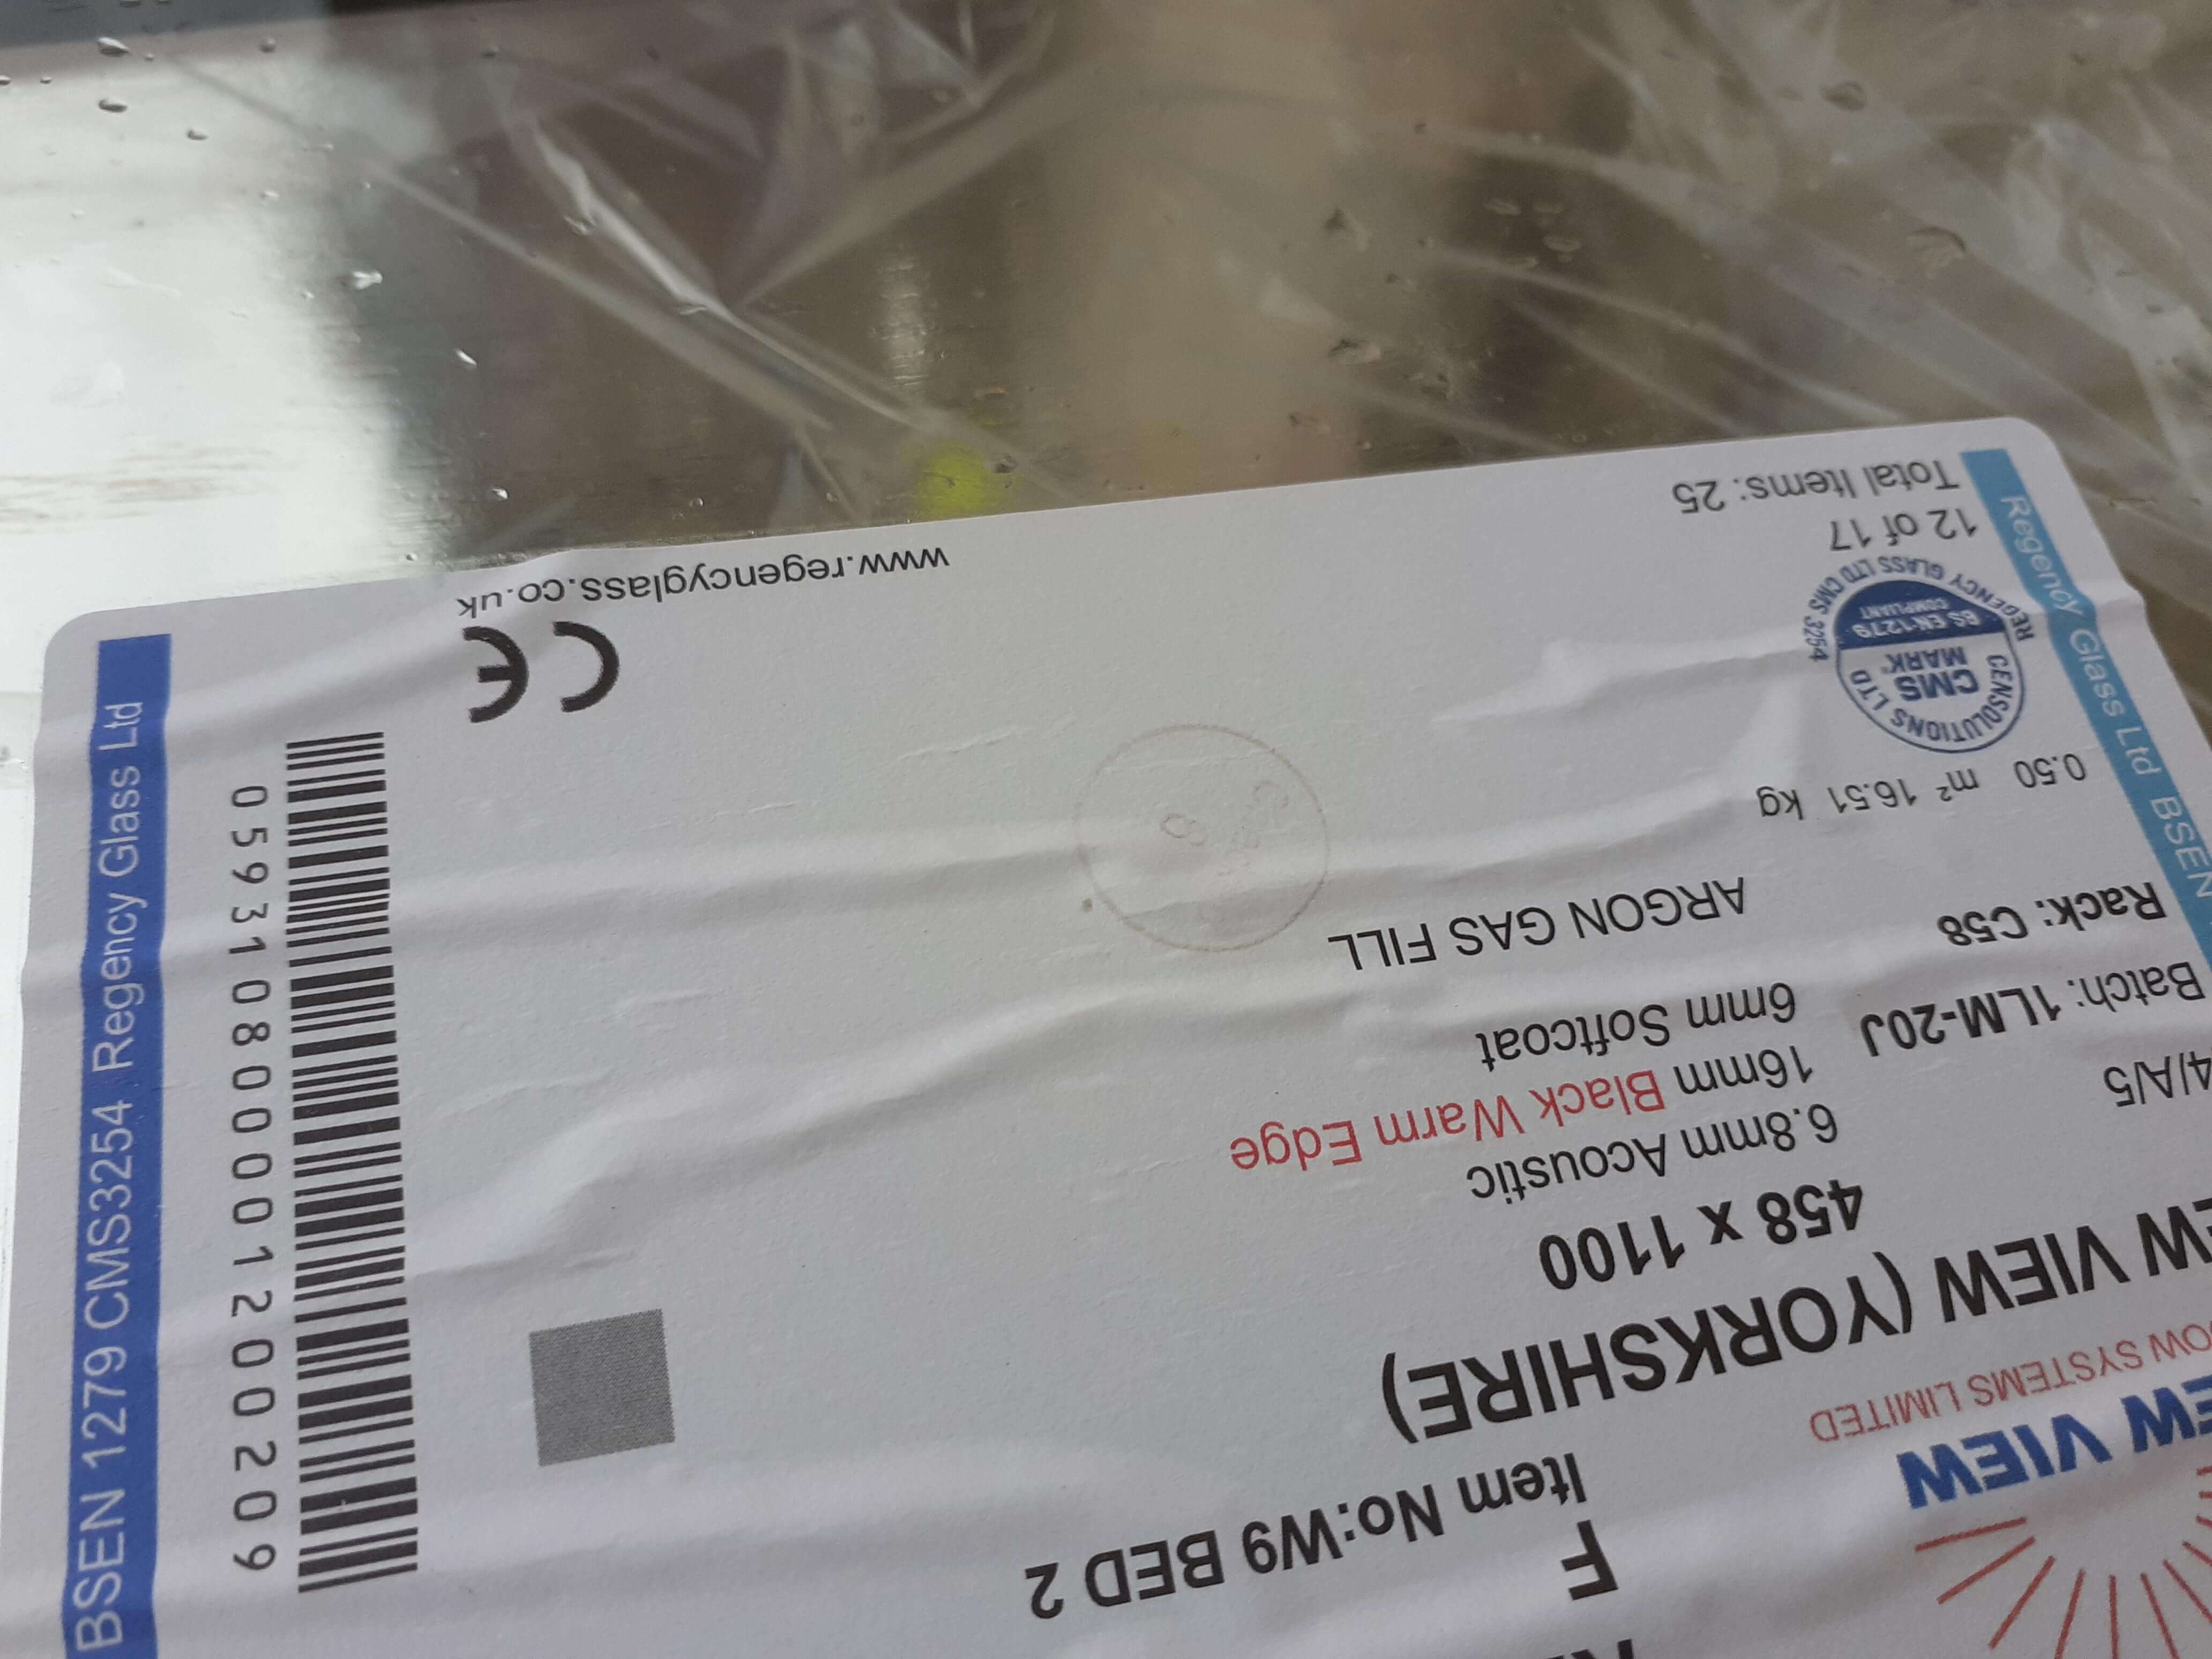 F
Item No:W9 BED 2
VIEW
OW SYSTEMS LIMITED
VIEW (YORKSHIRE)
458 x 1100
4/A/5
6.8mm Acoustic
16mm Black Warm Edge
Batch: 1LM-20J
6mm Softcoat
Rack: C58
ARGON GAS FILL
0.50 m² 16.51 kg
CENSOLUTIONS LTD
CMS
MARK
BS EN 1279
COMPLIANT
REGENCY GLASS LTD CMS 3254
12 of 17
Total Items: 25
CE
www.regencyglass.co.uk
Regency Glass Ltd BSEN
059310800001200209
BSEN 1279 CMS3254 Regency Glass Ltd